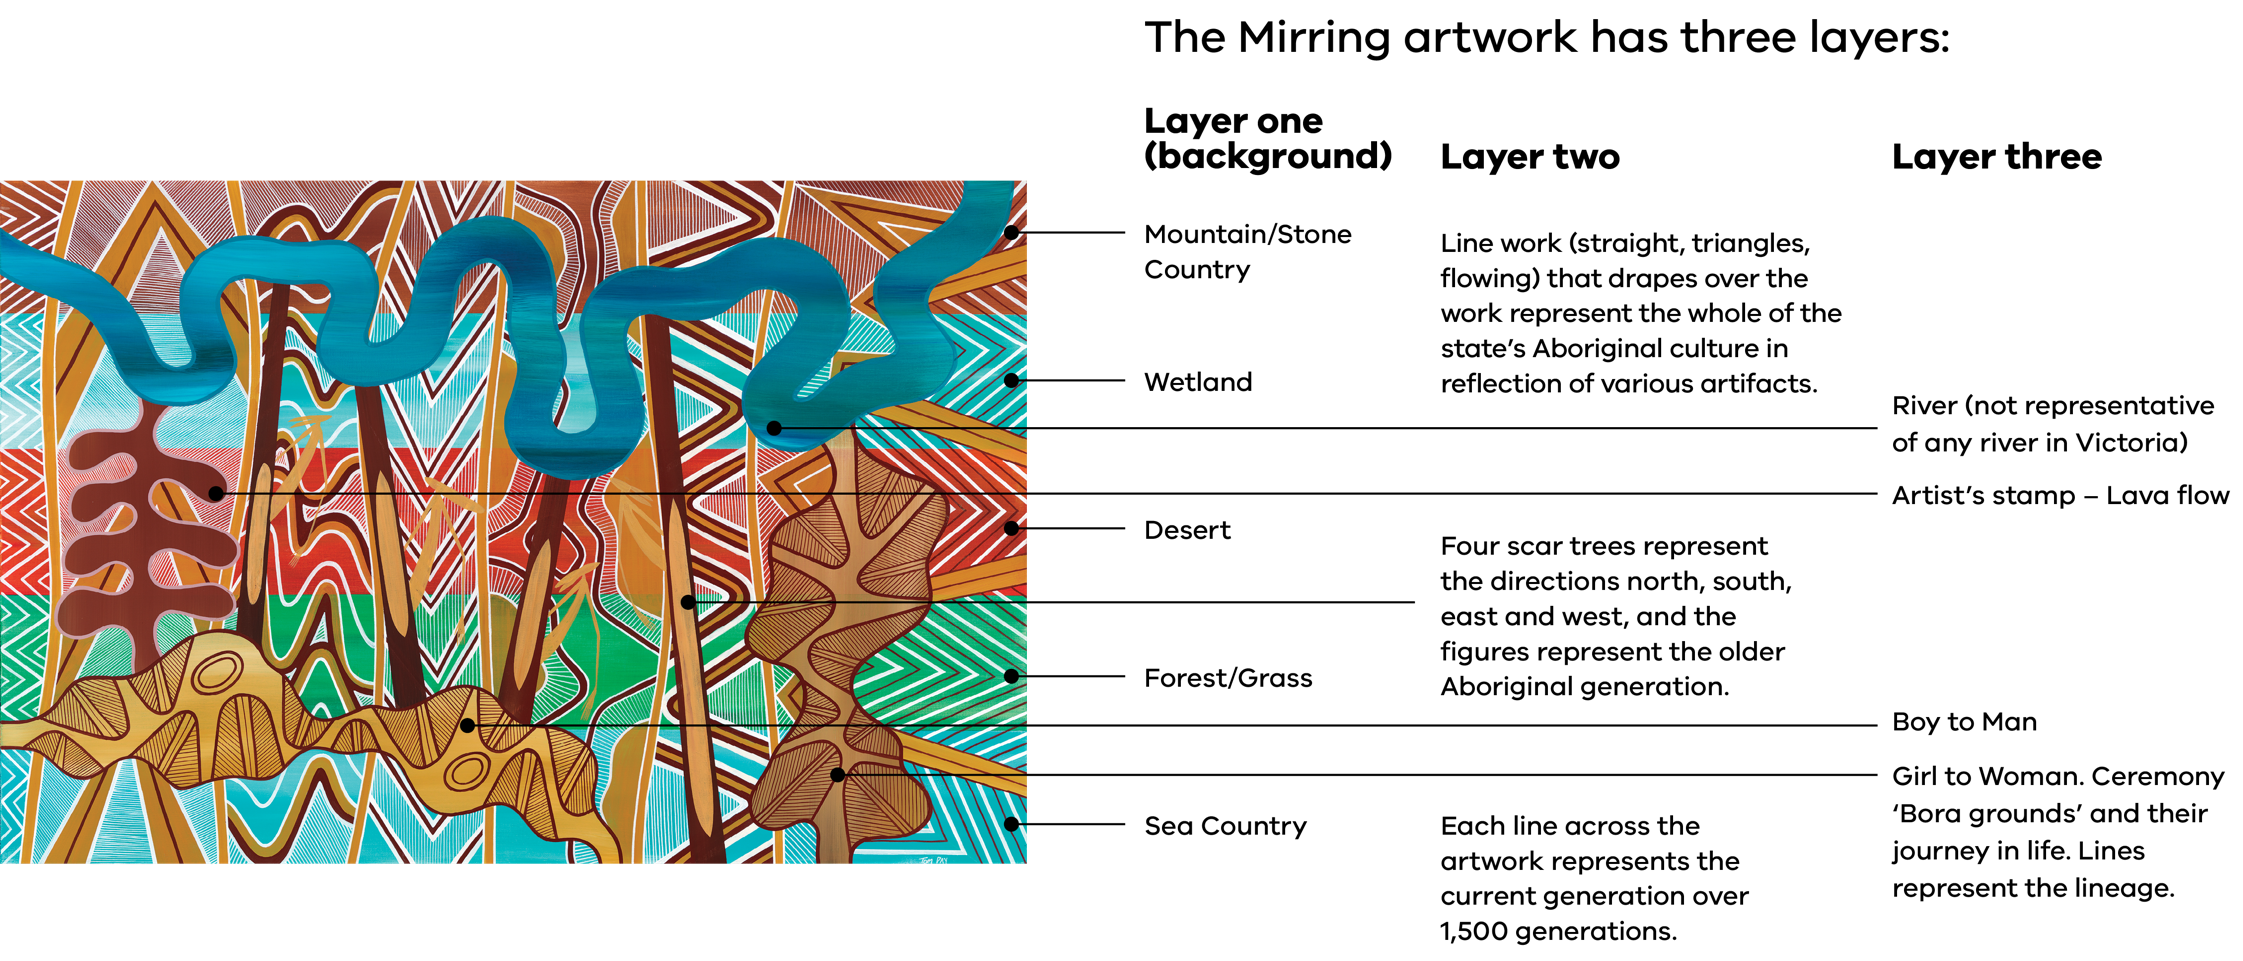 The Mirring artwork has three layers:
Layer one
(background)
Mountain/Stone
Country
Wetland
Desert
Forest/Grass
Sea Country
Layer two
Line work (straight, triangles,
flowing) that drapes over the
work represent the whole of the
state’s Aboriginal culture in
reflection of various artifacts.
Four scar trees represent
the directions north, south,
east and west, and the
figures represent the older
Aboriginal generation.
Each line across the
artwork represents the
current generation over
1,500 generations.
Layer three
River (not representative
of any river in Victoria)
Artist’s stamp – Lava flow
Boy to Man
Girl to Woman. Ceremony
‘Bora grounds’ and their
journey in life. Lines
represent the lineage.